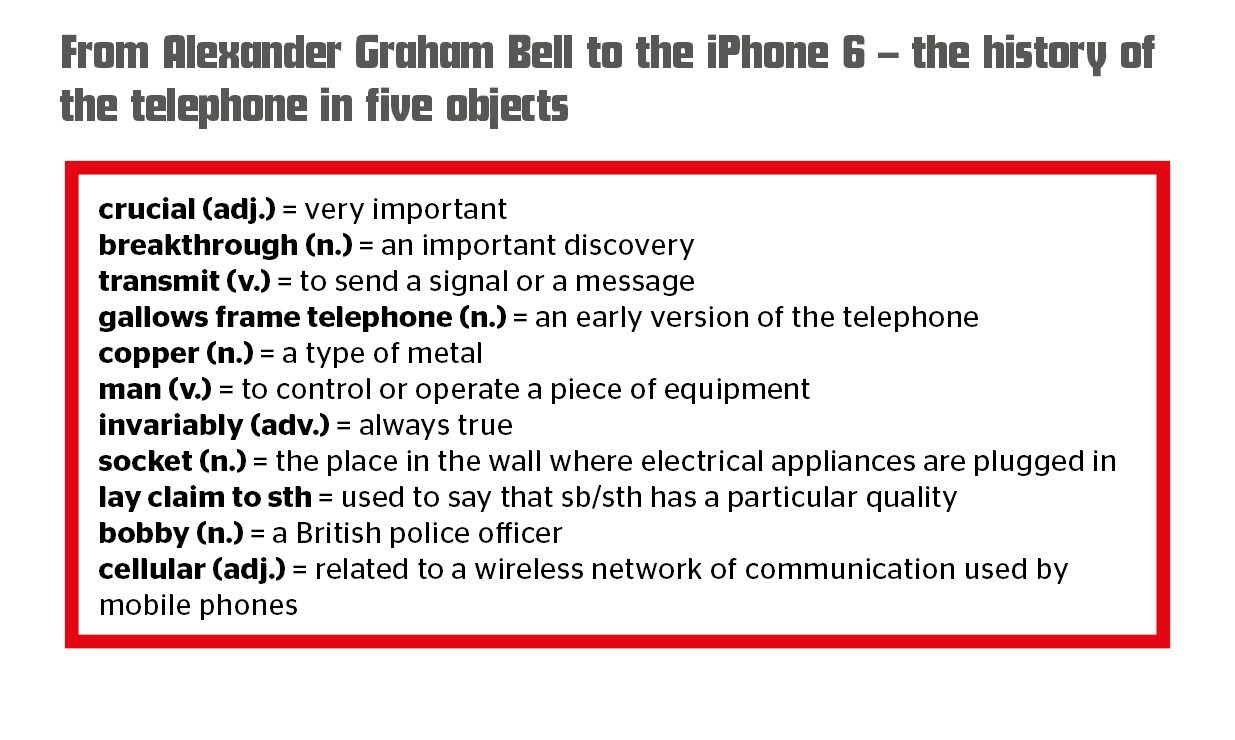 From Alexander Graham Bell to the iPhone 6 – the history of
the telephone in five objects
crucial (adj.) = very important
breakthrough (n.) = an important discovery
transmit (v.) = to send a signal or a message
gallows frame telephone (n.) = an early version of the telephone
copper (n.) = a type of metal
man (v.) = to control or operate a piece of equipment
invariably (adv.) = always true
socket (n.) = the place in the wall where electrical appliances are plugged in
lay claim to sth = used to say that sb/sth has a particular quality
bobby (n.) = a British police officer
cellular (adj.) = related to a wireless network of communication used by
mobile phones